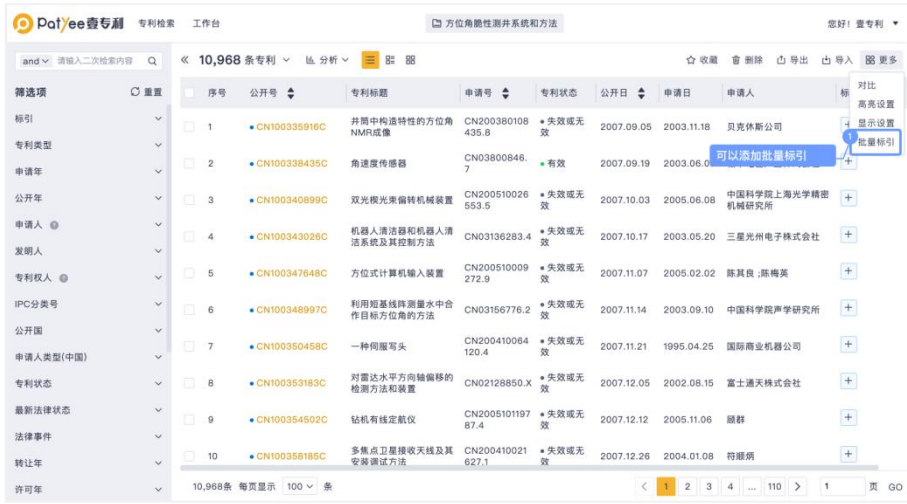 Patyee壹专利 专利检索 工作台 方位角脆性测井系统和方法 您好！壹专利
and 请输入二次检索内容 10,968 条专利 分析 收藏 删除 导出 导入 更多
筛选项 重置 序号 公开号 专利标题 申请号 专利状态 公开日 申请日 申请人 标
对比
高亮设置
显示设置
批量标引
1
可以添加批量标引
标引
专利类型
申请年
公开年
申请人
发明人
专利权人
IPC分类号
公开国
申请人类型(中国)
专利状态
最新法律状态
法律事件
转让年
许可年
1 CN100335916C 井筒中构造特性的方位角 CN200380108 失效或无 2007.09.05 2003.11.18 贝克休斯公司
NMR成像 435.8 效
2 CN100338435C 角速度传感器 CN03800846. 有效 2007.09.19 2003.06.0
7
3 CN100340899C 双光楔光束偏转机械装置 CN200510026 失效或无 2007.10.03 2005.06.08 中国科学院上海光学精密
553.5 效 机械研究所
4 CN100343026C 机器人清洁器和机器人清 CN03136283.4 失效或无 2007.10.17 2003.05.20 三星光州电子株式会社
洁系统及其控制方法 效
5 CN100347648C 方位式计算机输入装置 CN200510009 失效或无 2007.11.07 2005.02.02 陈其良 ;陈梅英
272.9 效
6 CN100348997C 利用短基线阵测量水中合 CN03156776.2 失效或无 2007.11.14 2003.09.10 中国科学院声学研究所
作目标方位角的方法 效
7 CN100350458C 一种伺服写头 CN200410064 失效或无 2007.11.21 1995.04.25 国际商业机器公司
120.4 效
8 CN100353183C 对雷达水平方向轴偏移的 CN02128850.X 失效或无 2007.12.05 2002.08.15 富士通天株式会社
检测方法和装置 效
9 CN100354502C 钻机有线定航仪 CN2005101197 失效或无 2007.12.12 2005.11.06 顾群
87.4 效
10 CN100358185C 多焦点卫星接收天线及其 CN200410021 失效或无 2007.12.26 2004.01.08 符顺炳
安装调试方法 627.1 效
10,968条 每页显示 100 条 1 2 3 4 ... 110 1 页 GO